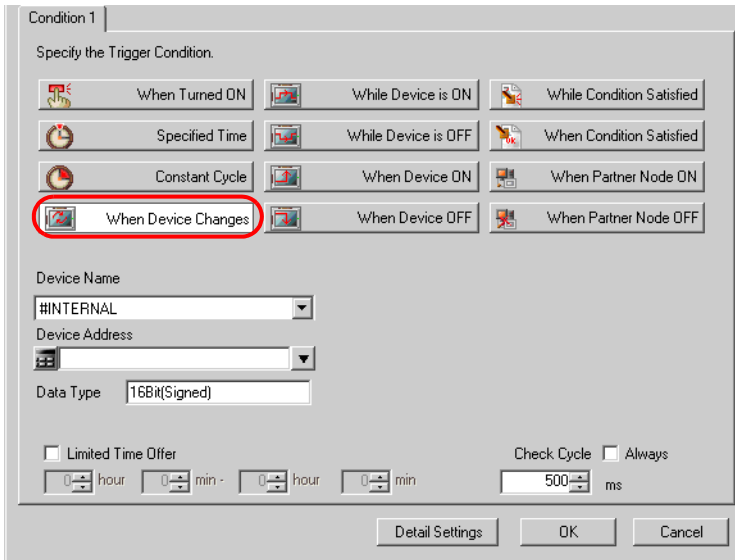 Condition 1
Specify the Trigger Condition.
When Turned ON While Device is ON While Condition Satisfied
Specified Time While Device is OFF When Condition Satisfied
Constant Cycle When Device ON When Partner Node ON
When Device Changes When Device OFF When Partner Node OFF
Device Name
#INTERNAL
Device Address
Data Type 16Bit(Signed)
Limited Time Offer Check Cycle Always
0 hour 0 min - 0 hour 0 min 500 ms
Detail Settings OK Cancel